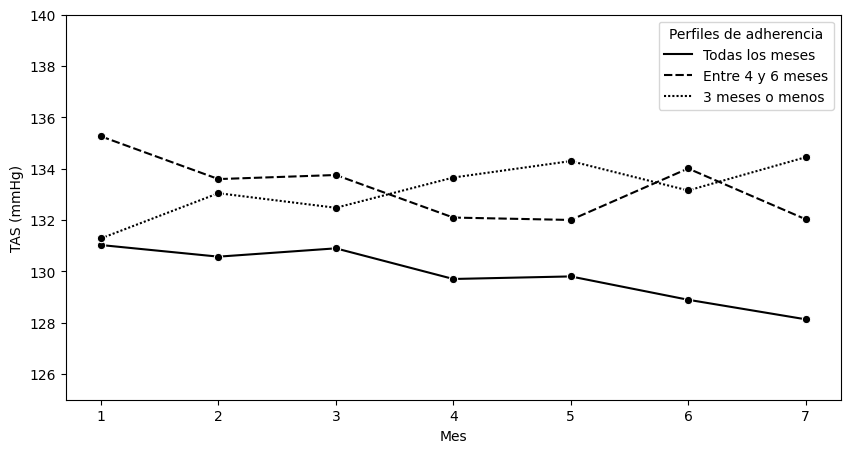 140
138
136
134
132
130
128
126
TAS (mmHg)
Perfiles de adherencia
Todas los meses
Entre 4 y 6 meses
3 meses o menos
1 2 3 4 5 6 7
Mes